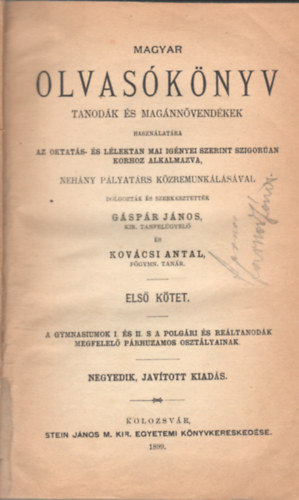 MAGYAR
OLVASÓKÖNYV
TANODÁK ÉS MAGÁNNÖVENDÉKEK
HASZNÁLATÁRA
AZ OKTATÁS- ÉS LÉLEKTAN MAI IGÉNYEI SZERINT SZIGORÚAN
KORHOZ ALKALMAZVA,
NEHÁNY PÁLYATÁRS KÖZREMUNKÁLÁSÁVAL
DOLGOZTÁK ÉS SZERKESZTETTÉK
GÁSPÁR JÁNOS,
KIR. TANFELÜGYELŐ
ÉS
KOVÁCSI ANTAL,
FŐGYMN. TANÁR.
ELSŐ KÖTET.
A GYMNASIUMOK I. ÉS II. S A POLGÁRI ÉS REÁLTANODÁK
MEGFELELŐ PÁRHUZAMOS OSZTÁLYAINAK.
NEGYEDIK, JAVÍTOTT KIADÁS.
KOLOZSVÁR,
STEIN JÁNOS M. KIR. EGYETEMI KÖNYVKERESKEDÉSE.